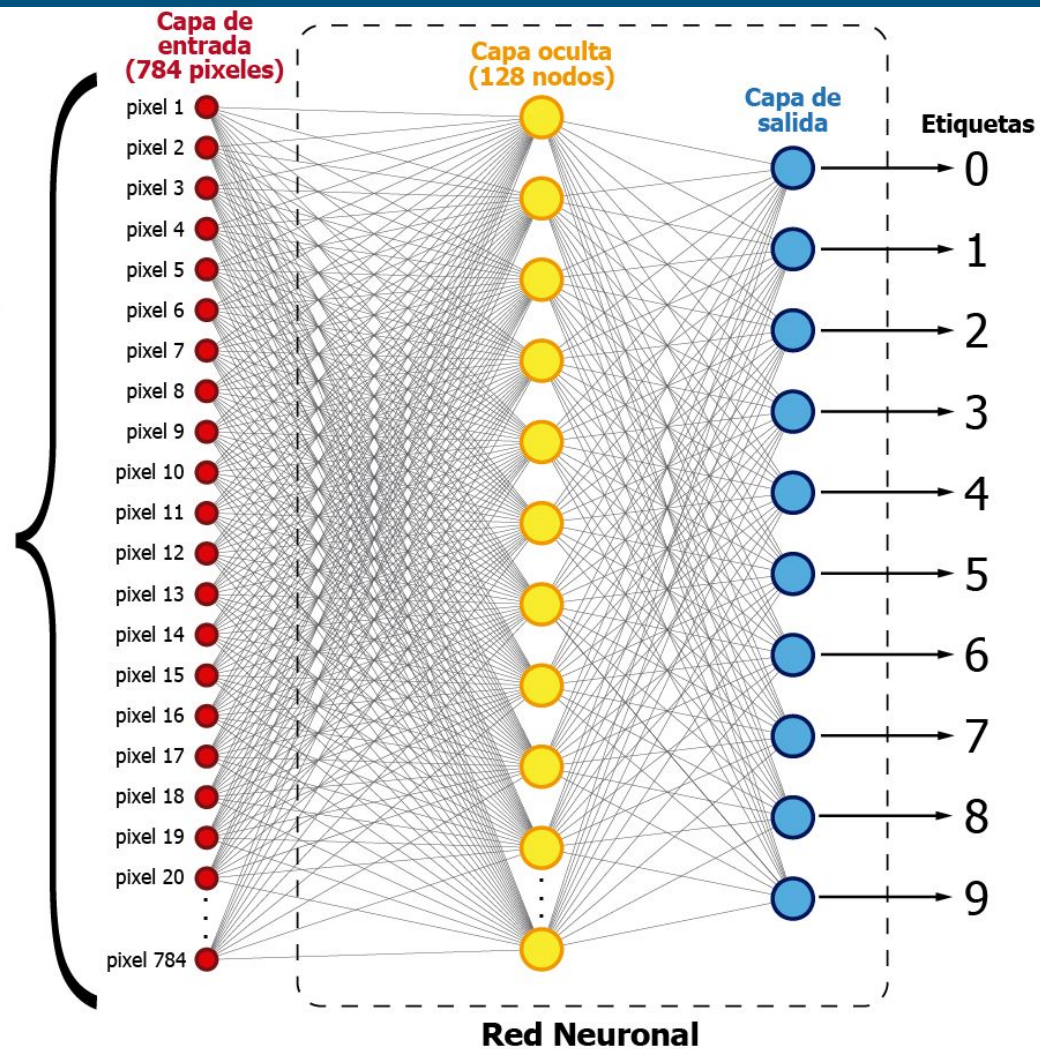 Capa de
entrada
(784 pixeles)
Capa oculta
(128 nodos)
Capa de
salida
Etiquetas
pixel 1
pixel 2
pixel 3
pixel 4
pixel 5
pixel 6
pixel 7
pixel 8
pixel 9
pixel 10
pixel 11
pixel 12
pixel 13
pixel 14
pixel 15
pixel 16
pixel 17
pixel 18
pixel 19
pixel 20
pixel 784
0
1
2
3
4
5
6
7
8
9
Red Neuronal